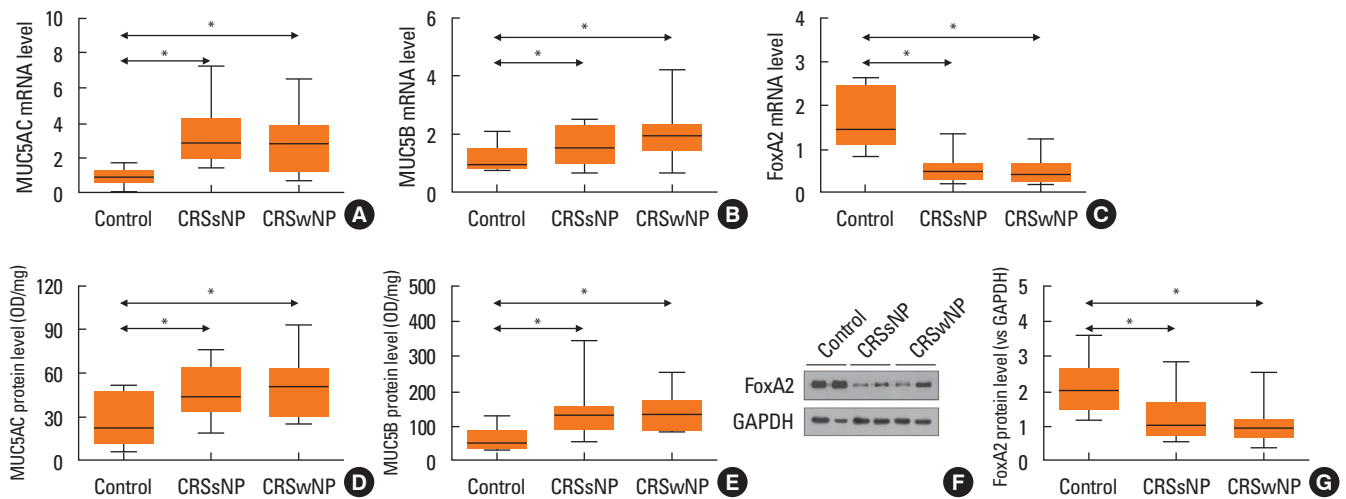 MUC5AC mRNA level
10
8
6
4
2
0
*
*
Control CRSsNP CRSwNP
A
MUC5B mRNA level
6
4
2
0
*
*
Control CRSsNP CRSwNP
B
FoxA2 mRNA level
4
3
2
1
0
*
*
Control CRSsNP CRSwNP
C
MUC5AC protein level (OD/mg)
120
90
60
30
0
*
*
Control CRSsNP CRSwNP
D
MUC5B protein level (OD/mg)
500
400
300
200
100
0
*
*
Control CRSsNP CRSwNP
E
Control CRSsNP CRSwNP
FoxA2
GAPDH
F
FoxA2 protein level (vs GAPDH)
5
4
3
2
1
0
*
*
Control CRSsNP CRSwNP
G